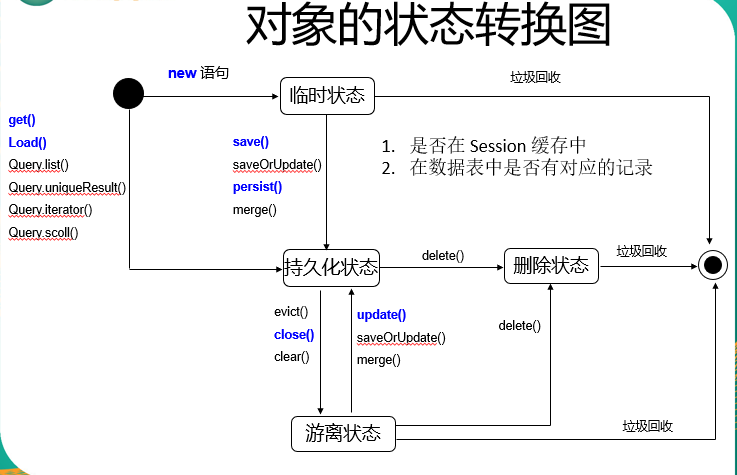 对象的状态转换图
new 语句
临时状态
垃圾回收
get()
Load()
Query.list()
Query.uniqueResult()
Query.iterator()
Query.scoll()
save()
saveOrUpdate()
persist()
merge()
1. 是否在 Session 缓存中
2. 在数据表中是否有对应的记录
持久化状态
delete()
删除状态
垃圾回收
evict()
close()
clear()
update()
saveOrUpdate()
merge()
delete()
游离状态
垃圾回收